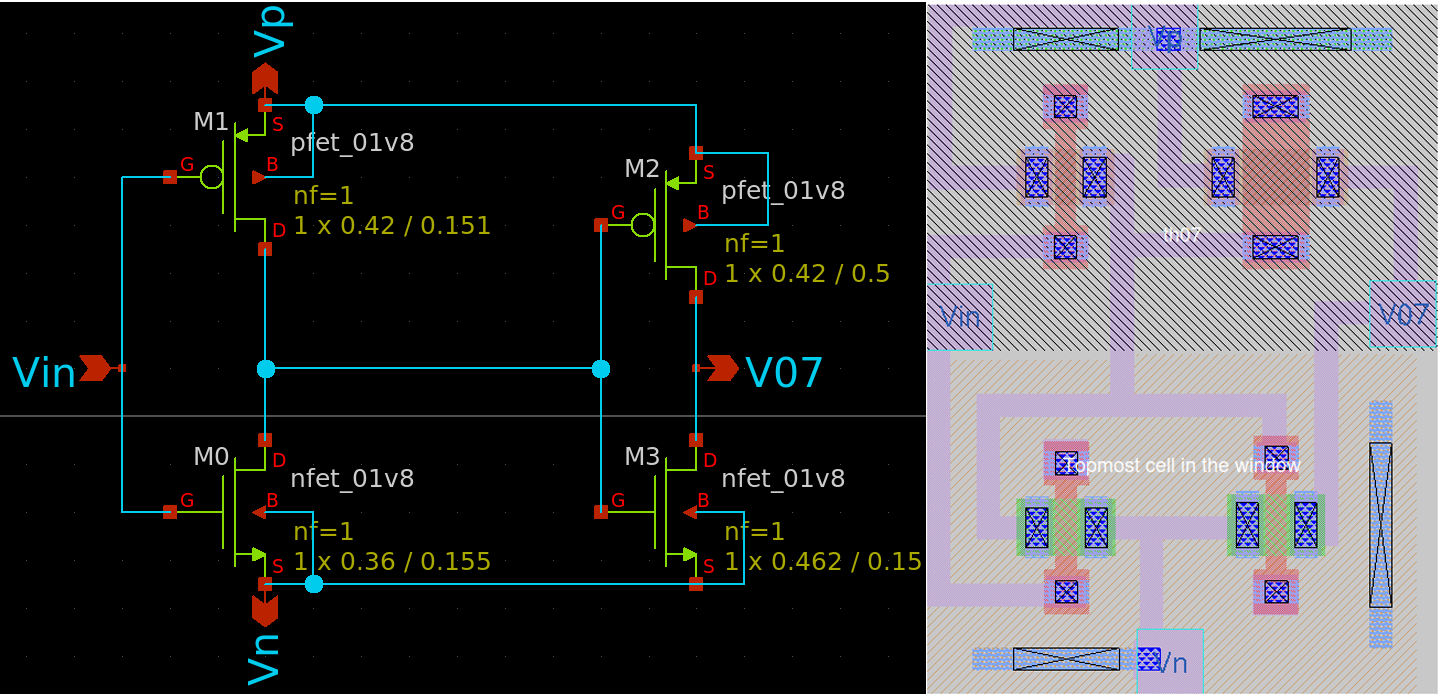 Vp
M1
S
pfet_01v8
G
B
nf=1
1 x 0.42 / 0.151
D
M2
S
pfet_01v8
G
B
nf=1
1 x 0.42 / 0.5
D
Vin
V07
M0
D
nfet_01v8
G
B
nf=1
1 x 0.36 / 0.155
S
M3
D
nfet_01v8
G
B
nf=1
1 x 0.462 / 0.15
S
Vn
Vp
th07
Vin
V07
Topmost cell in the window
Vn